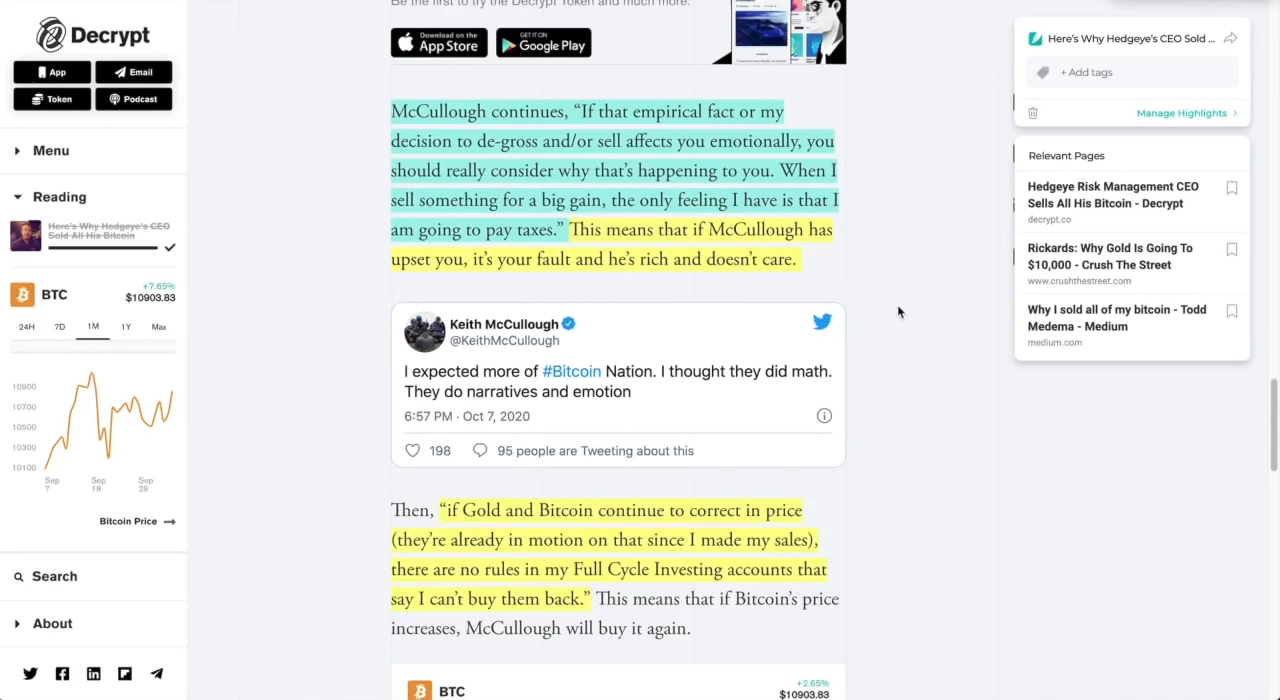 Decrypt
App
Email
Token
Podcast
Menu
Reading
Here's Why Hedgeye's CEO
Sold All His Bitcoin
BTC
+7.65%
$10903.83
24H 7D 1M 1Y Max
10900
10700
10500
10300
10100
Sep 7
Sep 18
Sep 29
Bitcoin Price
Search
About
Be the first to try the Decrypt Token and much more.
Download on the
App Store
GET IT ON
Google Play
McCullough continues, “If that empirical fact or my
decision to de-gross and/or sell affects you emotionally, you
should really consider why that’s happening to you. When I
sell something for a big gain, the only feeling I have is that I
am going to pay taxes.” This means that if McCullough has
upset you, it’s your fault and he’s rich and doesn’t care.
Keith McCullough
@KeithMcCullough
I expected more of #Bitcoin Nation. I thought they did math.
They do narratives and emotion
6:57 PM · Oct 7, 2020
198
95 people are Tweeting about this
Then, “if Gold and Bitcoin continue to correct in price
(they’re already in motion on that since I made my sales),
there are no rules in my Full Cycle Investing accounts that
say I can’t buy them back.” This means that if Bitcoin’s price
increases, McCullough will buy it again.
BTC
+2.65%
$10903.83
Here's Why Hedgeye's CEO Sold ...
+ Add tags
Manage Highlights
Relevant Pages
Hedgeye Risk Management CEO
Sells All His Bitcoin - Decrypt
decrypt.co
Rickards: Why Gold Is Going To
$10,000 - Crush The Street
www.crushthestreet.com
Why I sold all of my bitcoin - Todd
Medema - Medium
medium.com